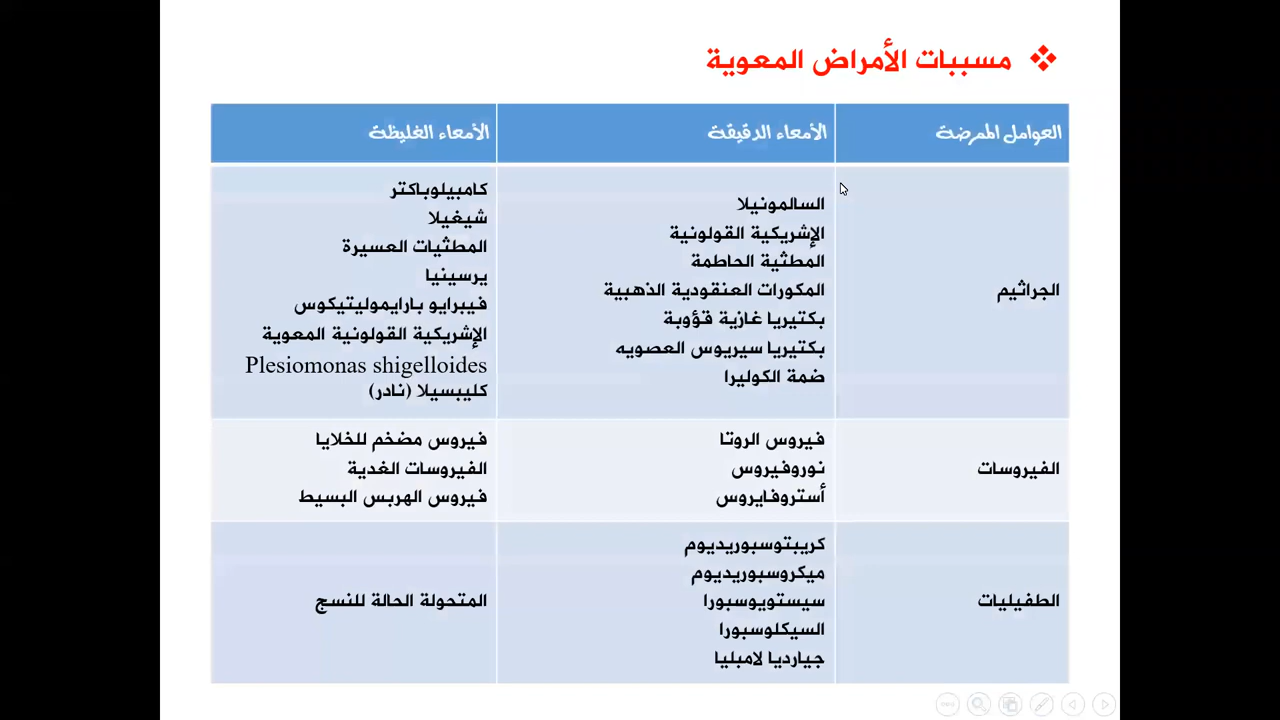 مسببات الأمراض المعوية
العوامل الممرضة
الأمعاء الدقيقة
الأمعاء الغليظة
الجراثيم
السالمونيلا
الإشريكية القولونية
المطثية الحاطمة
المكورات العنقودية الذهبية
بكتيريا غازية قؤوبة
بكتيريا سيريوس العصويه
ضمة الكوليرا
كامبيلوباكتر
شيغيلا
المطثيات العسيرة
يرسينيا
فيبرايو بارايموليتيكوس
الإشريكية القولونية المعوية
Plesiomonas shigelloides
كليبسيلا (نادر)
الفيروسات
فيروس الروتا
نوروفيروس
أستروفايروس
فيروس مضخم للخلايا
الفيروسات الغدية
فيروس الهربس البسيط
الطفيليات
كريبتوسبوريديوم
ميكروسبوريديوم
سيستويوسبورا
السيكلوسبورا
جيارديا لامبليا
المتحولة الحالة للنسج